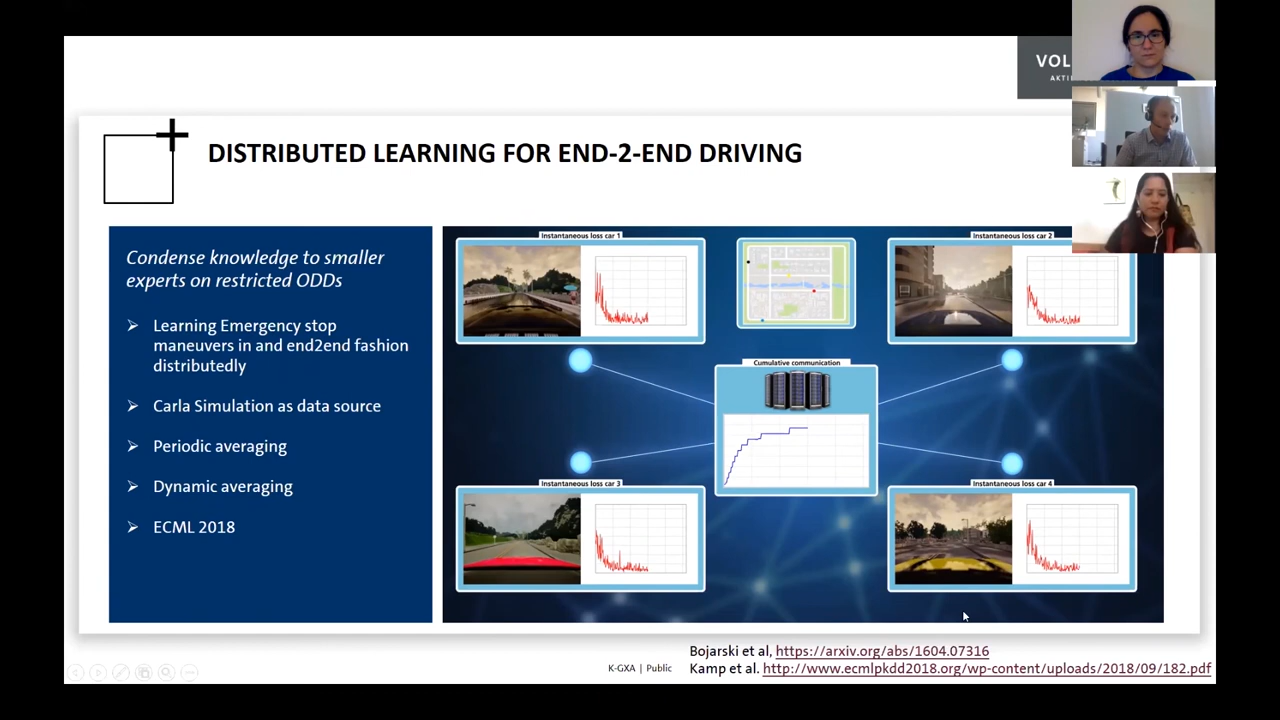 VOL
AKTI
DISTRIBUTED LEARNING FOR END-2-END DRIVING
Condense knowledge to smaller
experts on restricted ODDs
Learning Emergency stop
maneuvers in and end2end fashion
distributedly
Carla Simulation as data source
Periodic averaging
Dynamic averaging
ECML 2018
Instantaneous loss car 1
Instantaneous loss car 2
Cumulative communication
Instantaneous loss car 3
Instantaneous loss car 4
Bojarski et al, https://arxiv.org/abs/1604.07316
K-GXA | Public
Kamp et al. http://www.ecmlpkdd2018.org/wp-content/uploads/2018/09/182.pdf